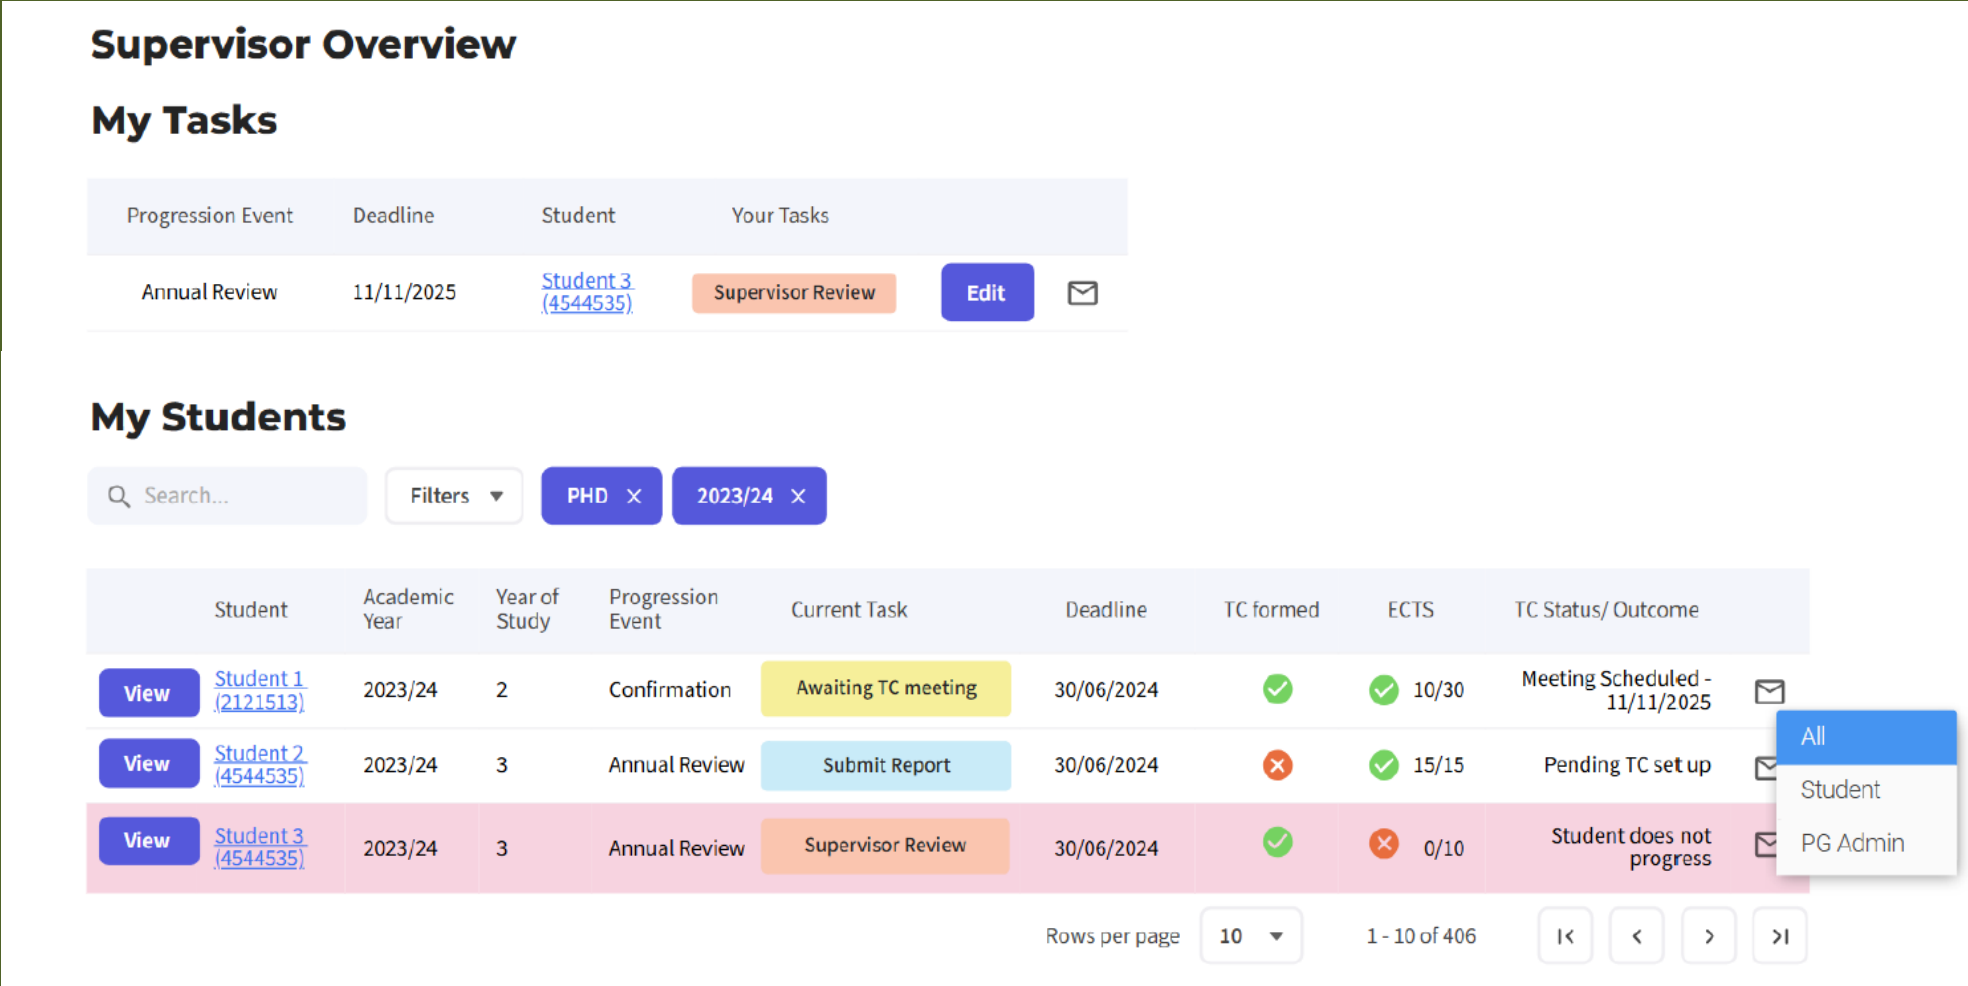 Supervisor Overview
My Tasks
Progression Event Deadline Student Your Tasks
Annual Review 11/11/2025 Student 3 (4544535) Supervisor Review Edit
My Students
Search... Filters PHD 2023/24
Student Academic Year Year of Study Progression Event Current Task Deadline TC formed ECTS TC Status/ Outcome
View Student 1 (2121513) 2023/24 2 Confirmation Awaiting TC meeting 30/06/2024 10/30 Meeting Scheduled - 11/11/2025
View Student 2 (4544535) 2023/24 3 Annual Review Submit Report 30/06/2024 15/15 Pending TC set up
View Student 3 (4544535) 2023/24 3 Annual Review Supervisor Review 30/06/2024 0/10 Student does not progress
All
Student
PG Admin
Rows per page 10 1 - 10 of 406